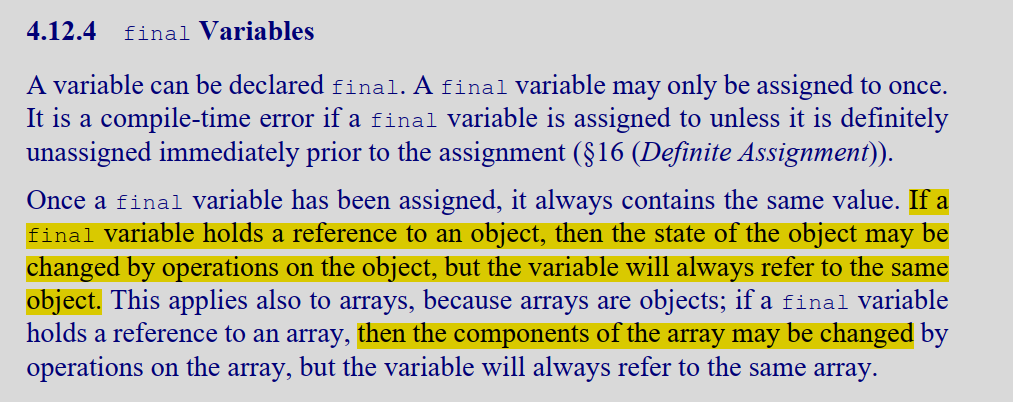 4.12.4 final Variables
A variable can be declared final. A final variable may only be assigned to once.
It is a compile-time error if a final variable is assigned to unless it is definitely
unassigned immediately prior to the assignment (§16 (Definite Assignment)).
Once a final variable has been assigned, it always contains the same value. If a
final variable holds a reference to an object, then the state of the object may be
changed by operations on the object, but the variable will always refer to the same
object. This applies also to arrays, because arrays are objects; if a final variable
holds a reference to an array, then the components of the array may be changed by
operations on the array, but the variable will always refer to the same array.